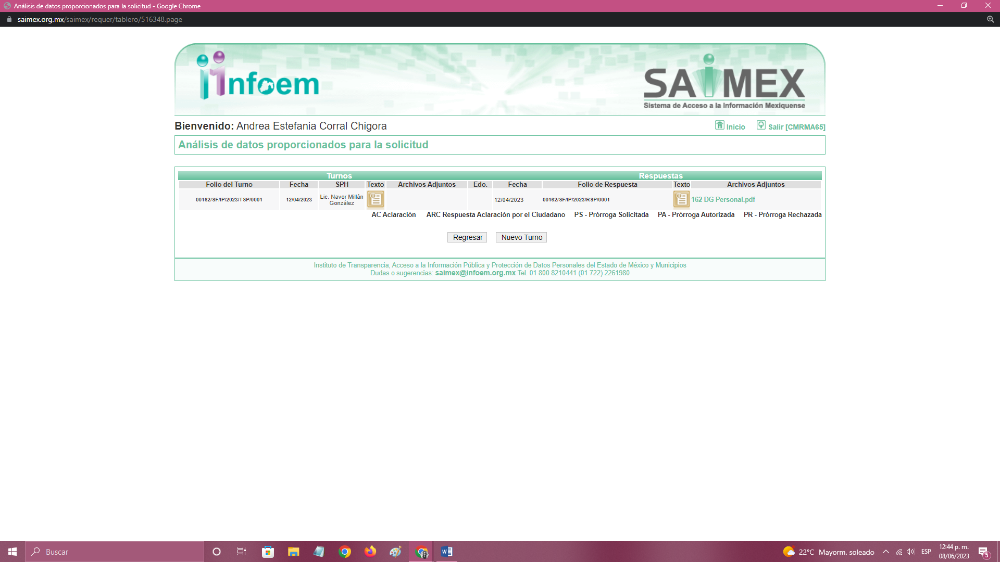 Análisis de datos proporcionados para la solicitud - Google Chrome
saimex.org.mx/saimex/requer/tablero/516348.page
infoem
SAIMEX
Sistema de Acceso a la Información Mexiquense
Bienvenido: Andrea Estefania Corral Chigora
Inicio Salir [CMRMA65]
Análisis de datos proporcionados para la solicitud
Turnos Respuestas
Folio del Turno Fecha SPH Texto Archivos Adjuntos Edo. Fecha Folio de Respuesta Texto Archivos Adjuntos
00162/SF/IP/2023/TSP/0001 12/04/2023 Lic. Navor Millán González 12/04/2023 00162/SF/IP/2023/RSP/0001 162 DG Personal.pdf
AC Aclaración ARC Respuesta Aclaración por el Ciudadano PS - Prórroga Solicitada PA - Prórroga Autorizada PR - Prórroga Rechazada
Regresar Nuevo Turno
Instituto de Transparencia, Acceso a la Información Pública y Protección de Datos Personales del Estado de México y Municipios
Dudas o sugerencias: saimex@infoem.org.mx Tel. 01 800 8210441 (01 722) 2261980
Buscar
22°C Mayorm. soleado ESP 12:44 p. m.
08/06/2023
5